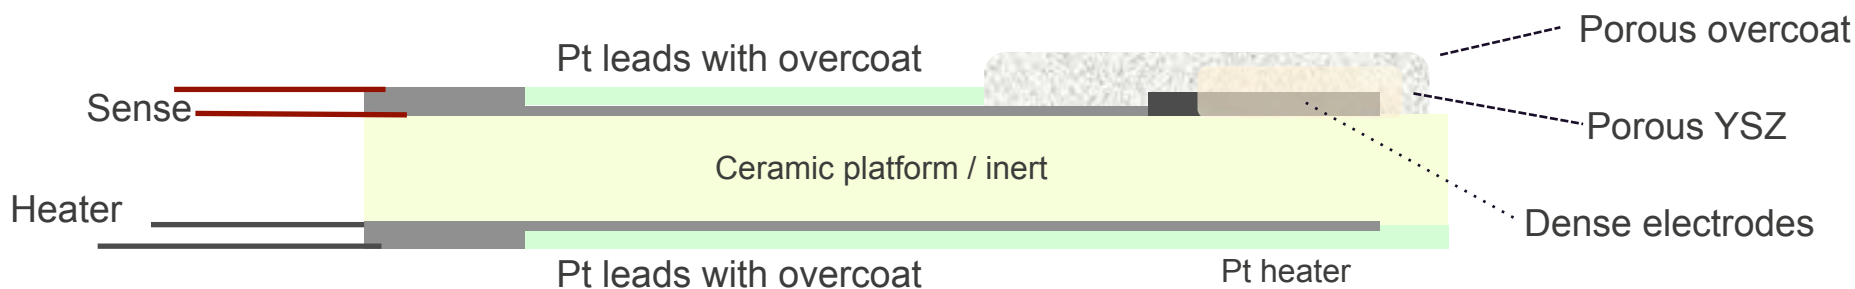 Porous overcoat
Pt leads with overcoat
Sense
Porous YSZ
Ceramic platform / inert
Heater
Dense electrodes
Pt leads with overcoat
Pt heater